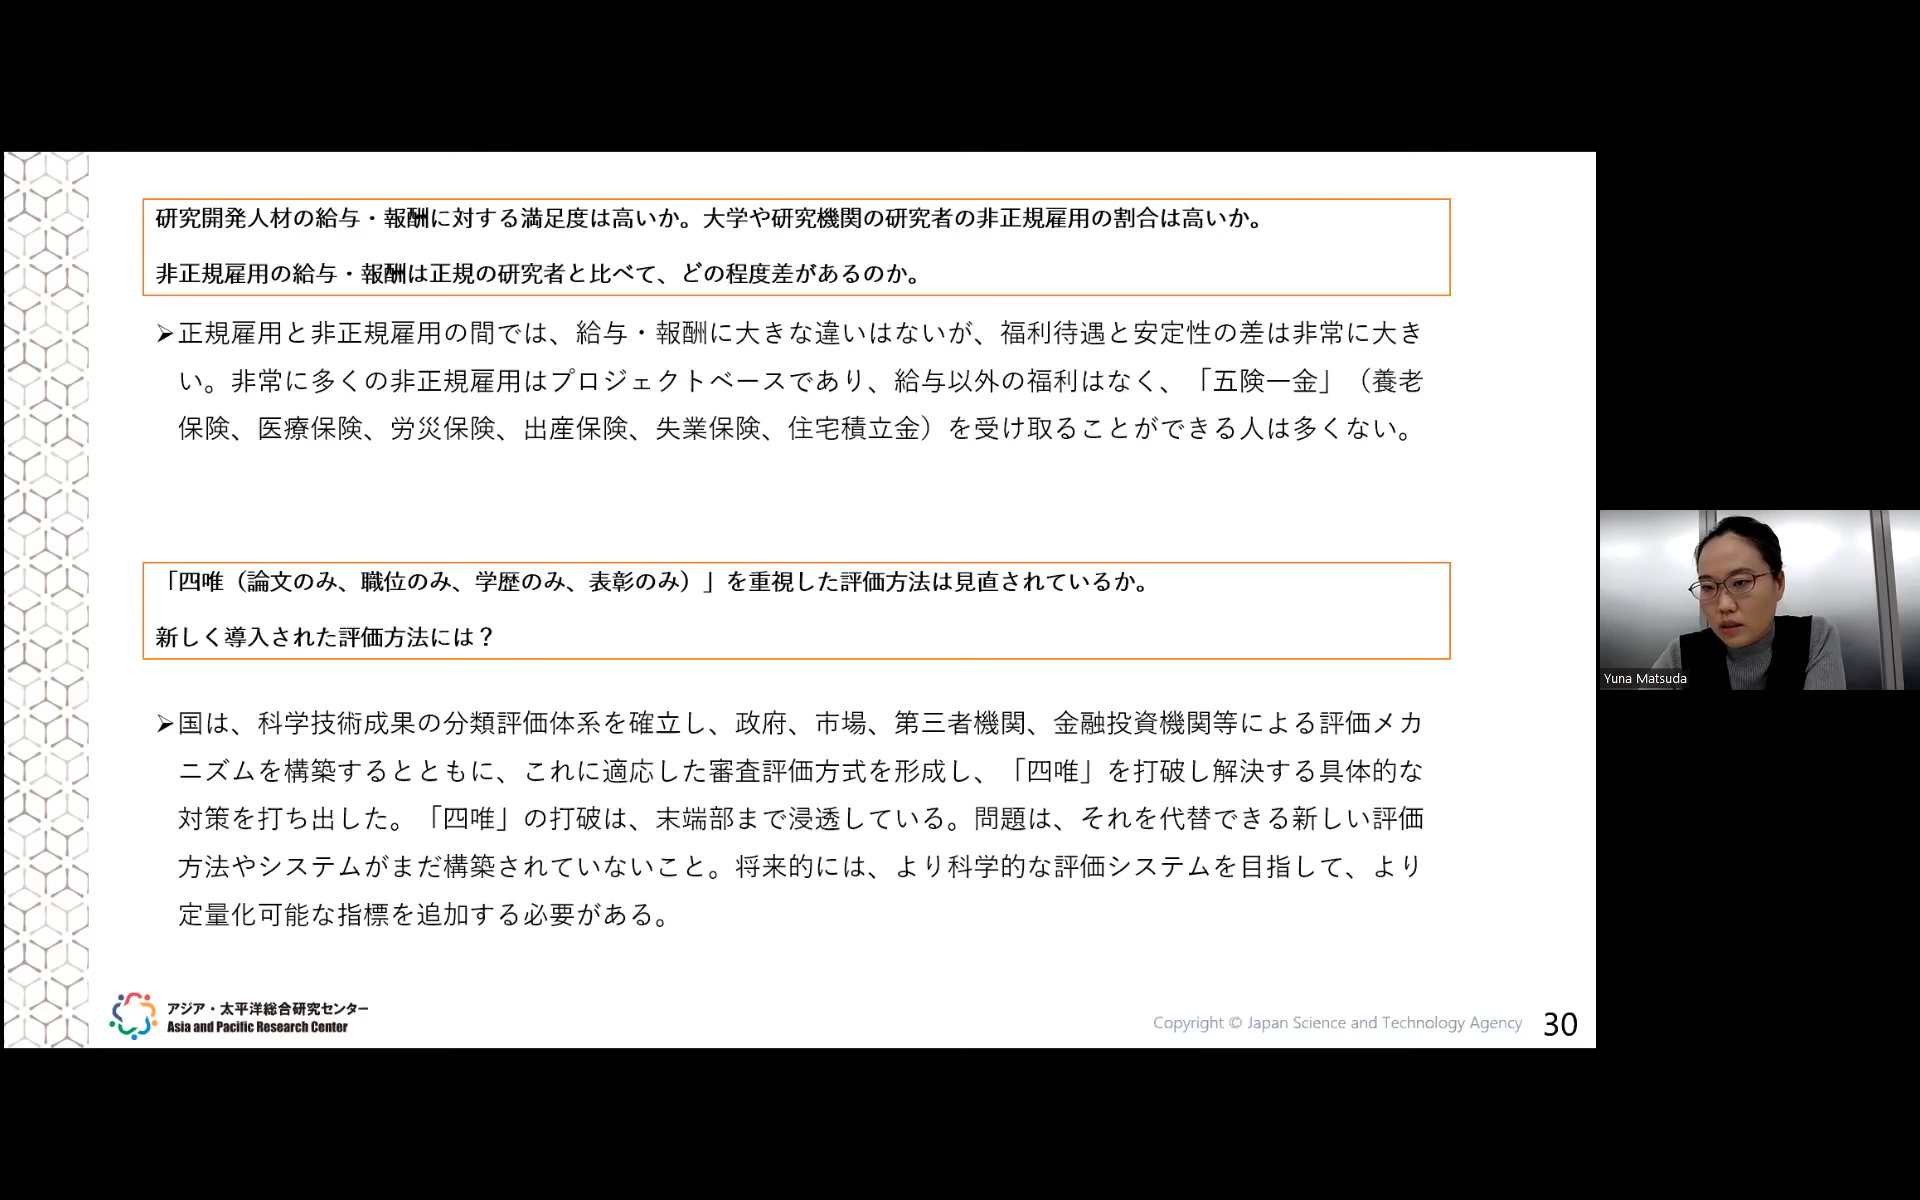 研究開発人材の給与・報酬に対する満足度は高いか。大学や研究機関の研究者の非正規雇用の割合は高いか。
非正規雇用の給与・報酬は正規の研究者と比べて、どの程度差があるのか。
➢正規雇用と非正規雇用の間では、給与・報酬に大きな違いはないが、福利待遇と安定性の差は非常に大き
い。非常に多くの非正規雇用はプロジェクトベースであり、給与以外の福利はなく、「五険一金」（養老
保険、医療保険、労災保険、出産保険、失業保険、住宅積立金）を受け取ることができる人は多くない。
「四唯（論文のみ、職位のみ、学歴のみ、表彰のみ）」を重視した評価方法は見直されているか。
新しく導入された評価方法には？
➢国は、科学技術成果の分類評価体系を確立し、政府、市場、第三者機関、金融投資機関等による評価メカ
ニズムを構築するとともに、これに適応した審査評価方式を形成し、「四唯」を打破し解決する具体的な
対策を打ち出した。「四唯」の打破は、末端部まで浸透している。問題は、それを代替できる新しい評価
方法やシステムがまだ構築されていないこと。将来的には、より科学的な評価システムを目指して、より
定量化可能な指標を追加する必要がある。
アジア・太平洋総合研究センター
Asia and Pacific Research Center
Copyright © Japan Science and Technology Agency
30
Yuna Matsuda